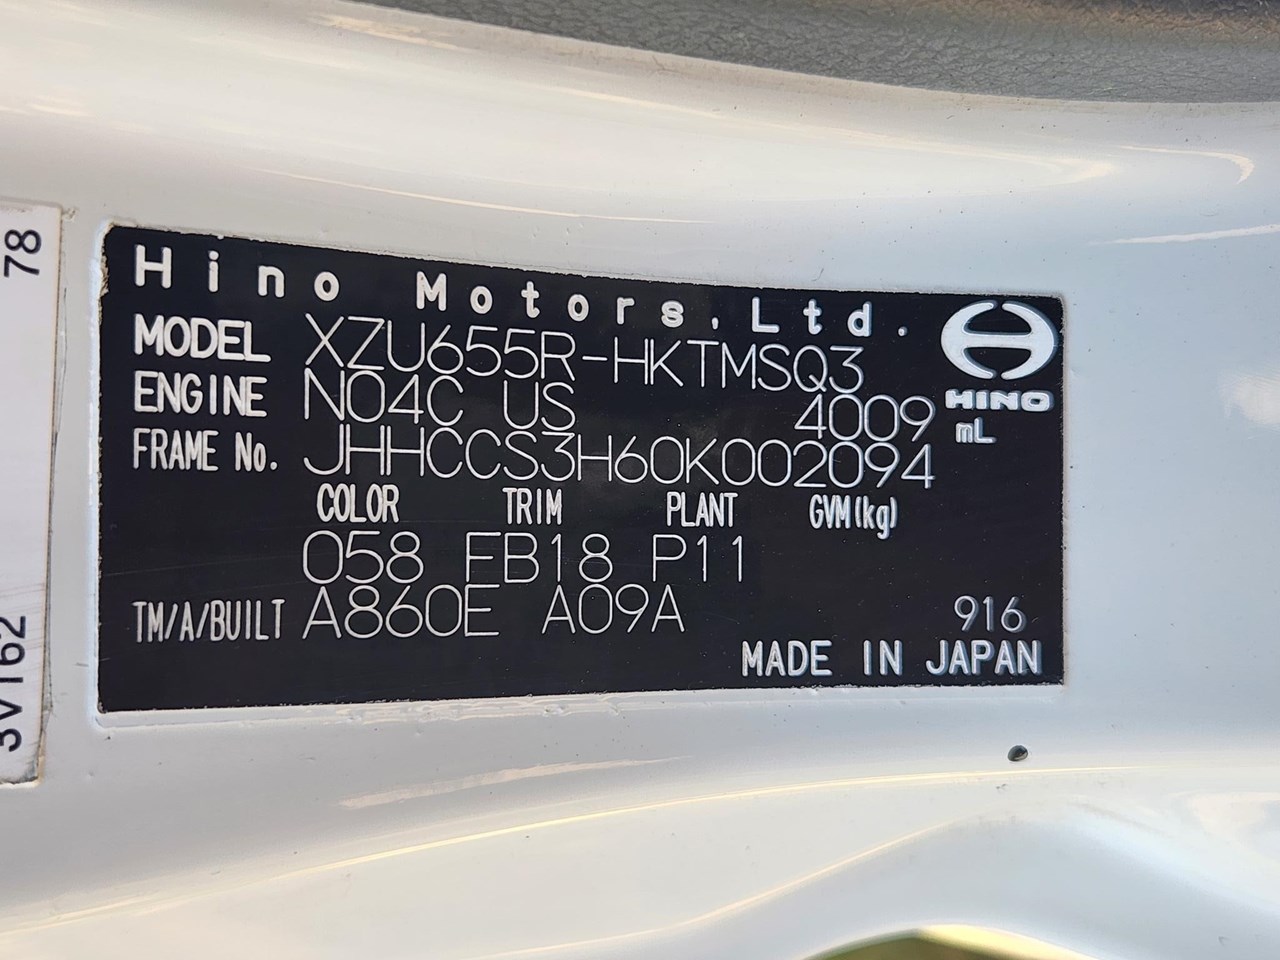 78
3V162
Hino Motors, Ltd.
HINO
MODEL XZU655R-HKTMSQ3
ENGINE N04C US 4009 mL
FRAME No. JHHCCS3H60K002094
COLOR TRIM PLANT GVM(kg)
058 FB18 P11
TM/A/BUILT A860E A09A 916
MADE IN JAPAN